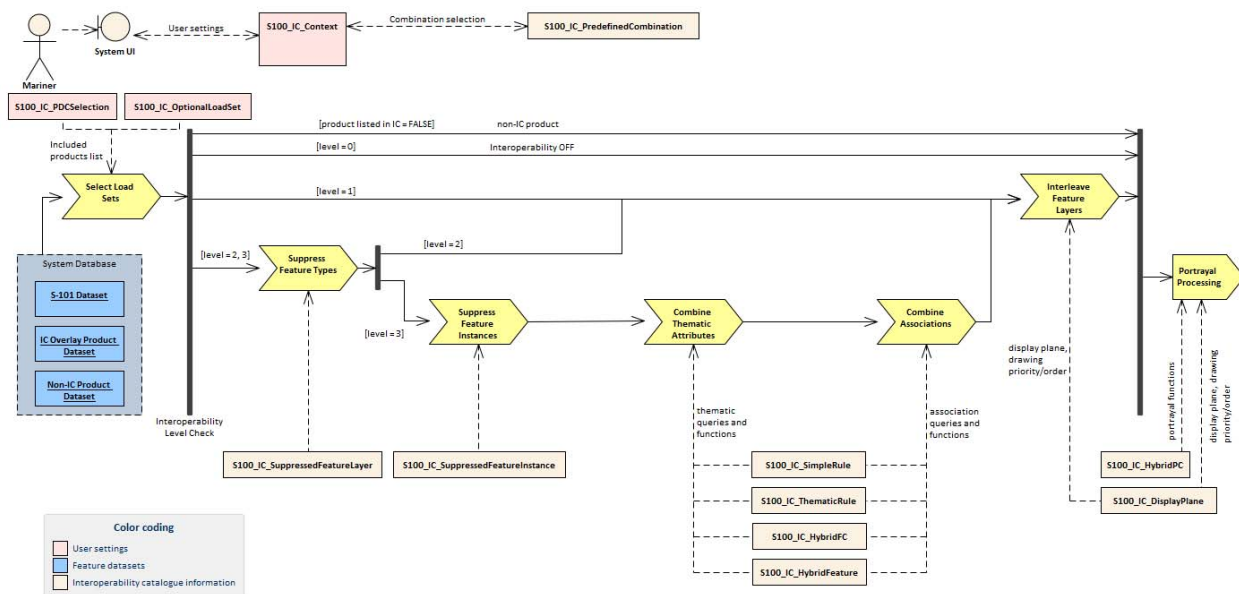 User settings
S100_IC_Context
Combination selection
S100_IC_PredefinedCombination
System UI
Mariner
S100_IC_PDCSelection
S100_IC_OptionalLoadSet
Included
products list
[product listed in IC = FALSE]
non-IC product
[level = 0]
Interoperability OFF
Select Load
Sets
[level = 1]
Interleave
Feature
Layers
System Database
S-101 Dataset
IC Overlay Product
Dataset
Non-IC Product
Dataset
[level = 2, 3]
Suppress
Feature Types
[level = 2]
[level = 3]
Suppress
Feature
Instances
Combine
Thematic
Attributes
Combine
Associations
Portrayal
Processing
display plane,
drawing
priority/order
portrayal functions
display plane, drawing
priority/order
Interoperability
Level Check
thematic
queries and
functions
association
queries and
functions
S100_IC_SuppressedFeatureLayer
S100_IC_SuppressedFeatureInstance
S100_IC_SimpleRule
S100_IC_ThematicRule
S100_IC_HybridFC
S100_IC_HybridFeature
S100_IC_HybridPC
S100_IC_DisplayPlane
Color coding
User settings
Feature datasets
Interoperability catalogue information